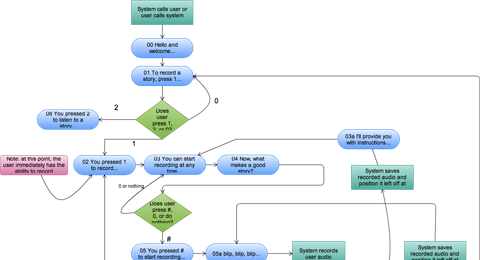 System calls user or
user calls system
00 Hello and
welcome...
01 To record a
story, press 1...
0
2
08 You pressed 2
to listen to a
story
Does
user
press 1,
2, or 0?
1
03a I'll provide you
with instructions...
Note: at this point, the
user immediately has the
ability to record
02 You pressed 1
to record...
03 You can start
recording at any
time.
04 Now, what
makes a good
story?
System saves
recorded audio and
position it left off at
0 or nothing
Does user
press #,
0, or do
nothing?
#
05 You pressed #
to start recording...
05a blip, blip, blip...
System records
user audio
System saves
recorded audio and
position it left off at